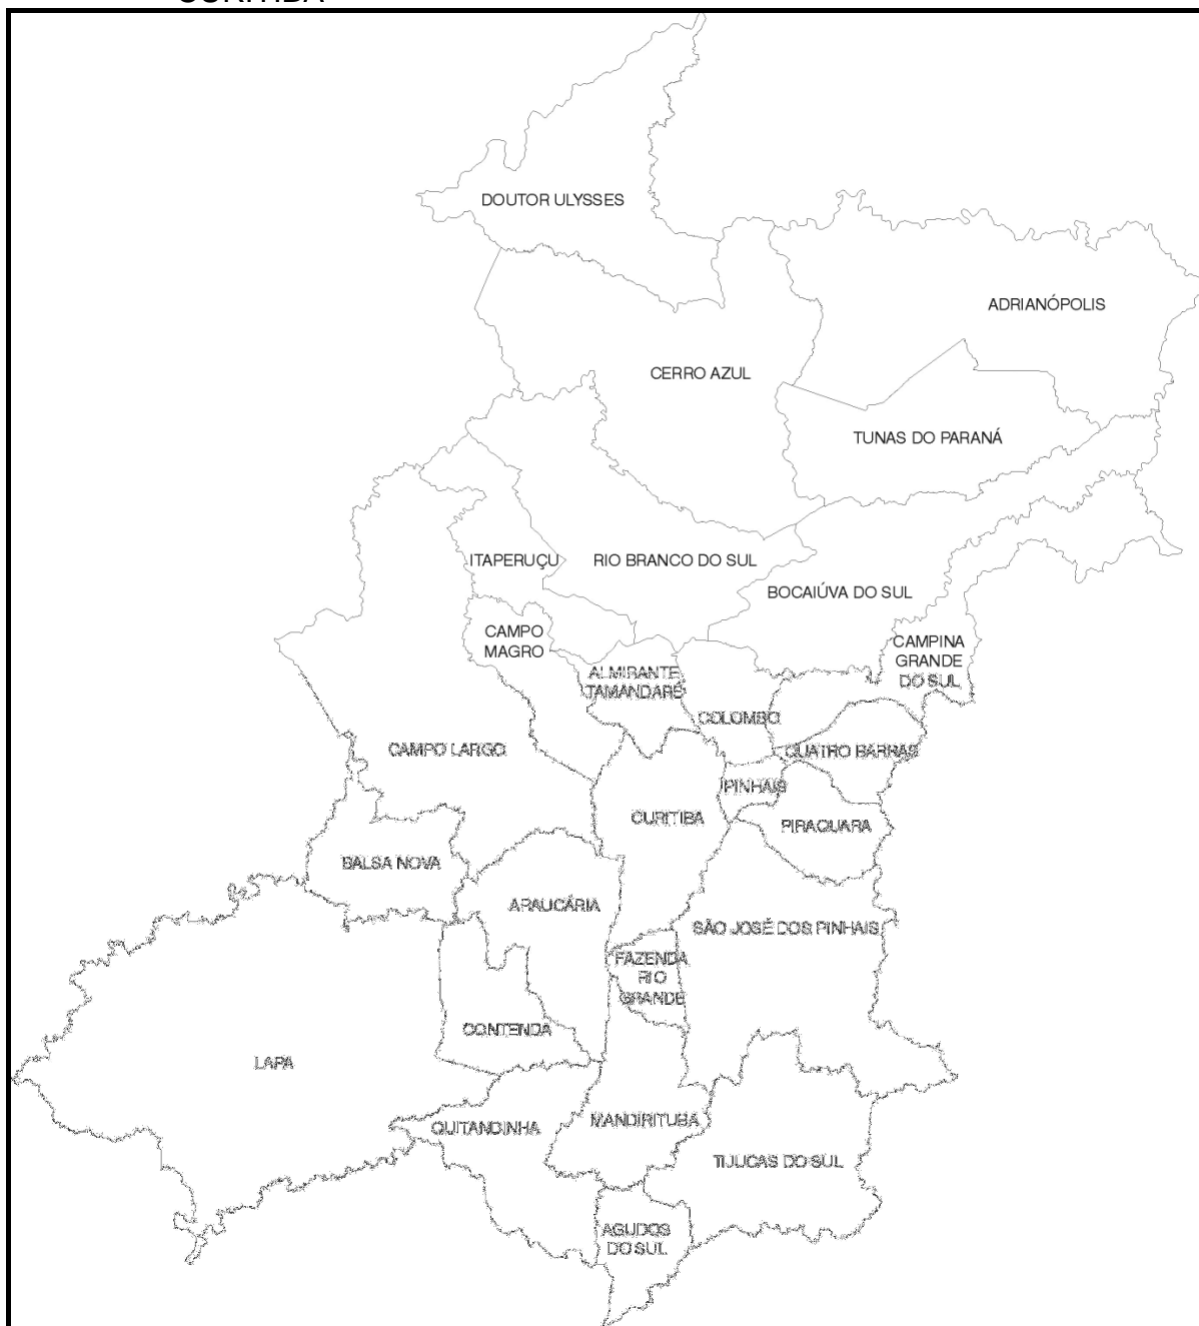 CURITIBA
DOUTOR ULYSSES
ADRIANÓPOLIS
CERRO AZUL
TUNAS DO PARANÁ
ITAPERUÇU
RIO BRANCO DO SUL
BOCAIÚVA DO SUL
CAMPO
MAGRO
CAMPINA
GRANDE
DO SUL
ALMIRANTE
TAMANDARÉ
COLOMBO
CAMPO LARGO
QUATRO BARRAS
PINHAIS
CURITIBA
PIRAQUARA
BALSA NOVA
ARAUCÁRIA
SÃO JOSÉ DOS PINHAIS
FAZENDA
RIO
GRANDE
CONTENDA
LAPA
MANDIRITUBA
QUITANDINHA
TIJUCAS DO SUL
AGUDOS
DO SUL